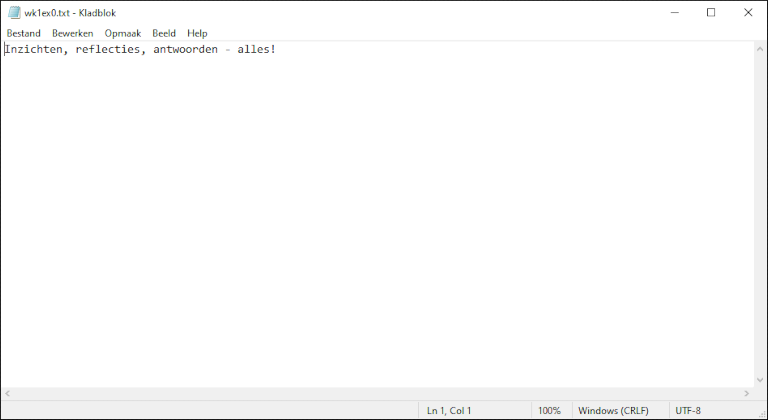 wk1ex0.txt - Kladblok
Bestand Bewerken Opmaak Beeld Help
Inzichten, reflecties, antwoorden - alles!
Ln 1, Col 1 100% Windows (CRLF) UTF-8